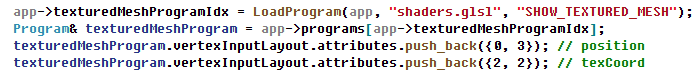 app->texturedMeshProgramIdx = LoadProgram(app, "shaders.glsl", "SHOW_TEXTURED_MESH");
Program& texturedMeshProgram = app->programs[app->texturedMeshProgramIdx];
texturedMeshProgram.vertexInputLayout.attributes.push_back({0, 3}); // position
texturedMeshProgram.vertexInputLayout.attributes.push_back({2, 2}); // texCoord